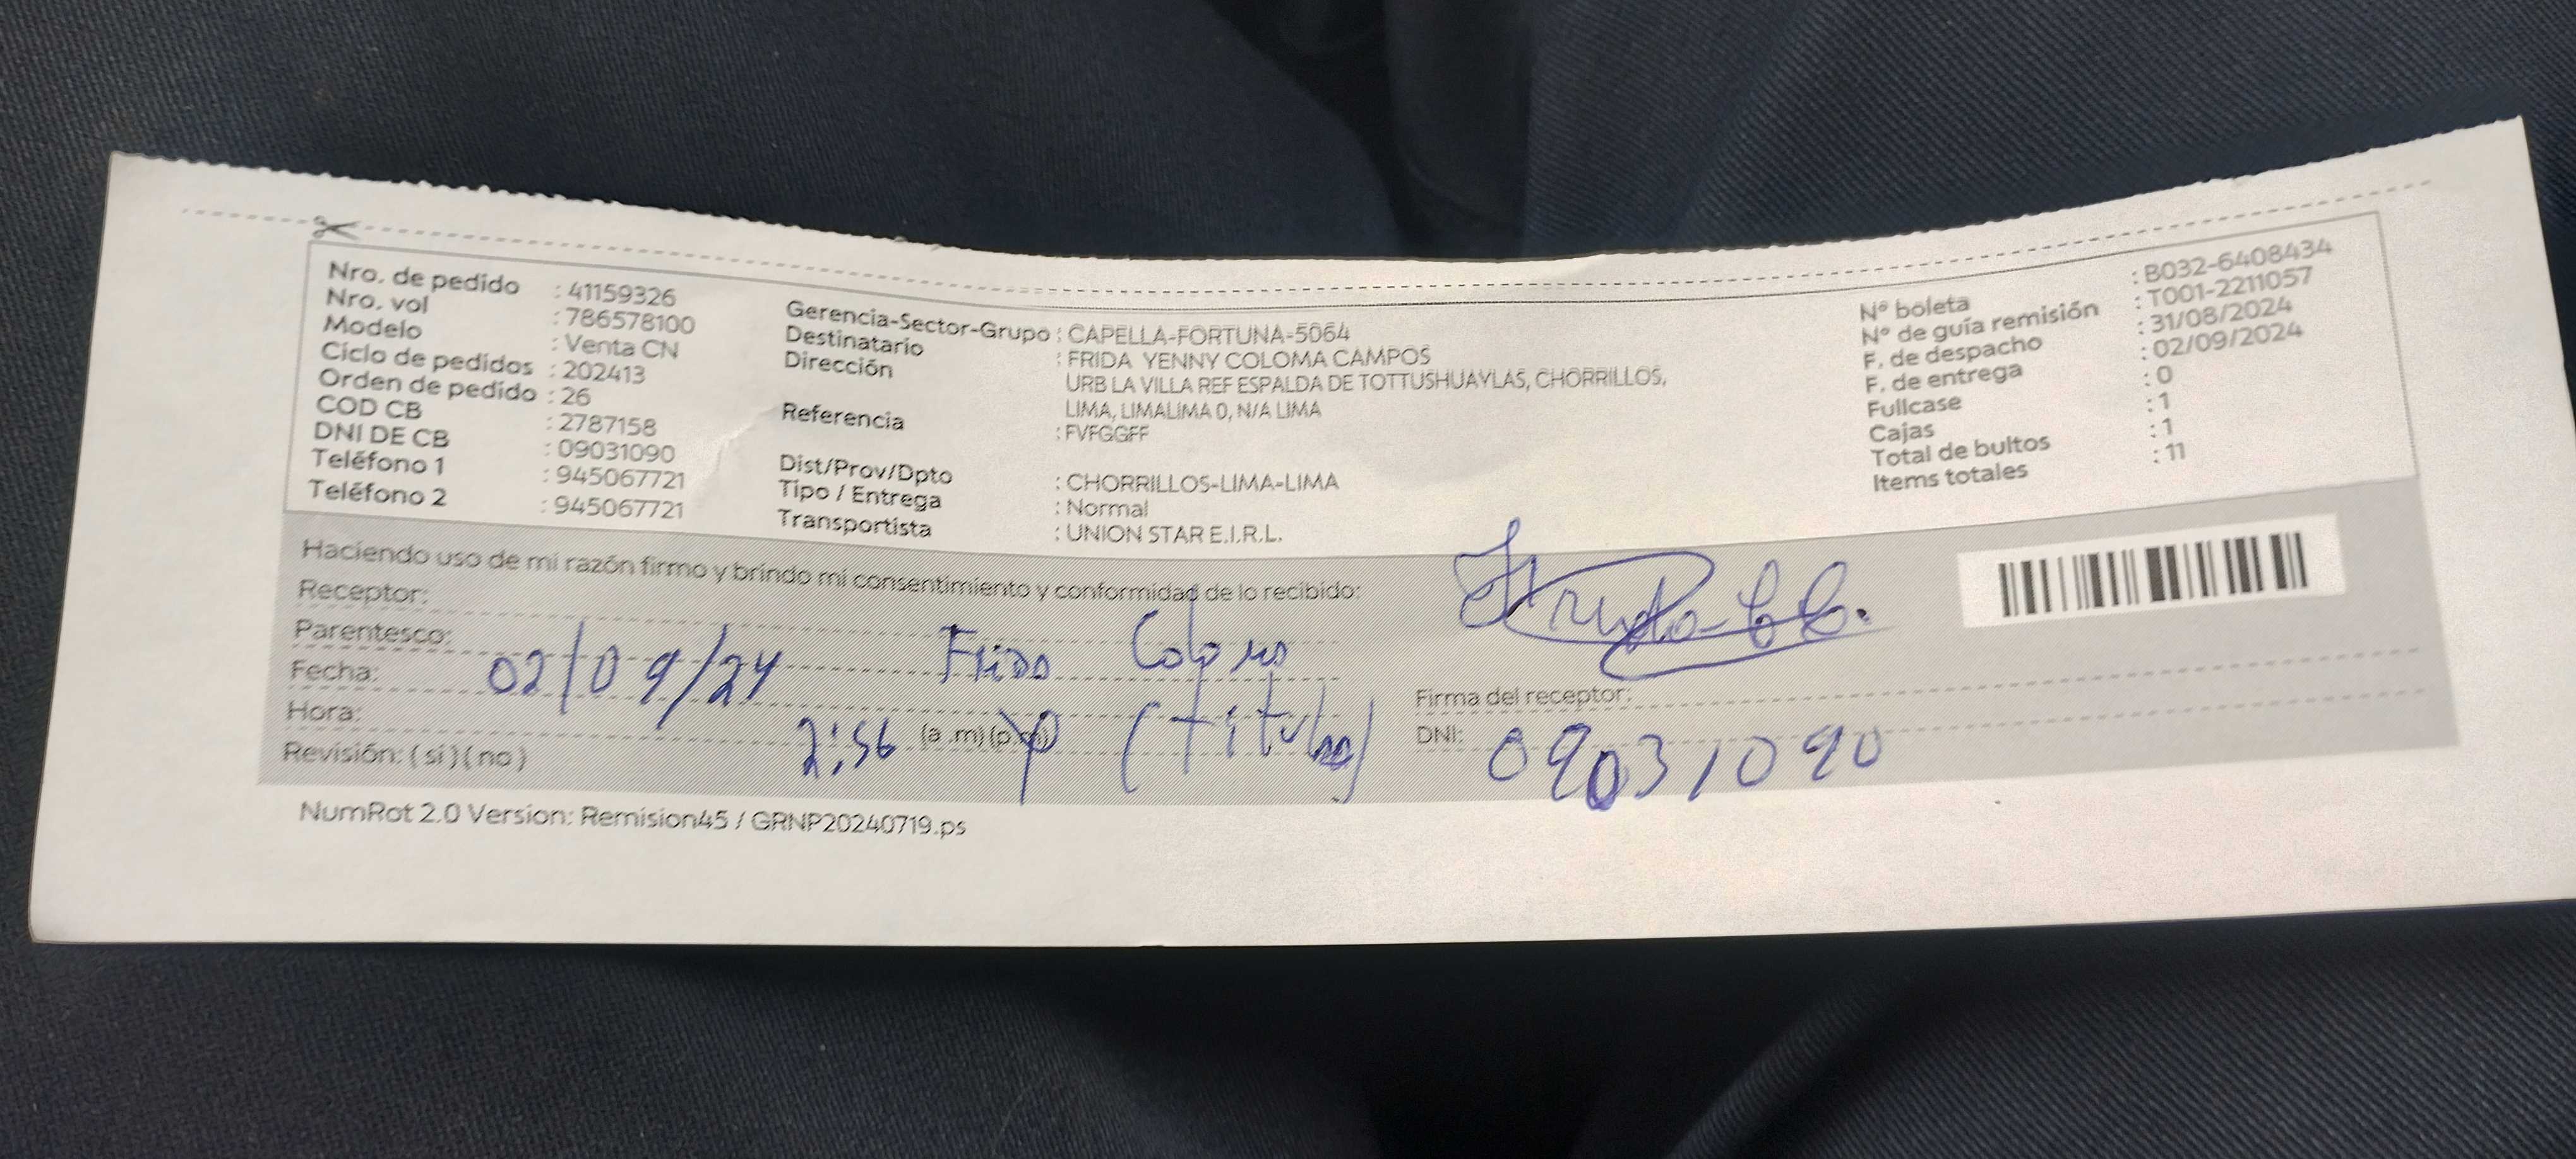 Nro. de pedido : 41159326
Nro. vol : 786578100
Modelo : Venta CN
Ciclo de pedidos : 202413
Orden de pedido : 26
COD CB : 2787158
DNI DE CB : 09031090
Teléfono 1 : 945067721
Teléfono 2 : 945067721
Gerencia-Sector-Grupo : CAPELLA-FORTUNA-5064
Destinatario : FRIDA YENNY COLOMA CAMPOS
Dirección URB LA VILLA REF ESPALDA DE TOTTUSHUAYLAS, CHORRILLOS,
LIMA, LIMALIMA 0, N/A LIMA
Referencia : FVFGGFF
Dist/Prov/Dpto : CHORRILLOS-LIMA-LIMA
Tipo / Entrega : Normal
Transportista : UNION STAR E.I.R.L.
Nº boleta : B032-6408434
Nº de guía remisión : T001-2211057
F. de despacho : 31/08/2024
F. de entrega : 02/09/2024
Fullcase : 0
Cajas : 1
Total de bultos : 1
Items totales : 11
Haciendo uso de mi razón firmo y brindo mi consentimiento y conformidad de lo recibido:
Receptor: Frida Coloma
Parentesco: (titular)
Fecha: 02/09/24
Hora: 2:56 (a .m) (p.m)
Revisión: ( si ) ( no )
Frida CC.
Firma del receptor:
DNI: 09031090
NumRot 2.0 Version: Remision45 / GRNP20240719.ps